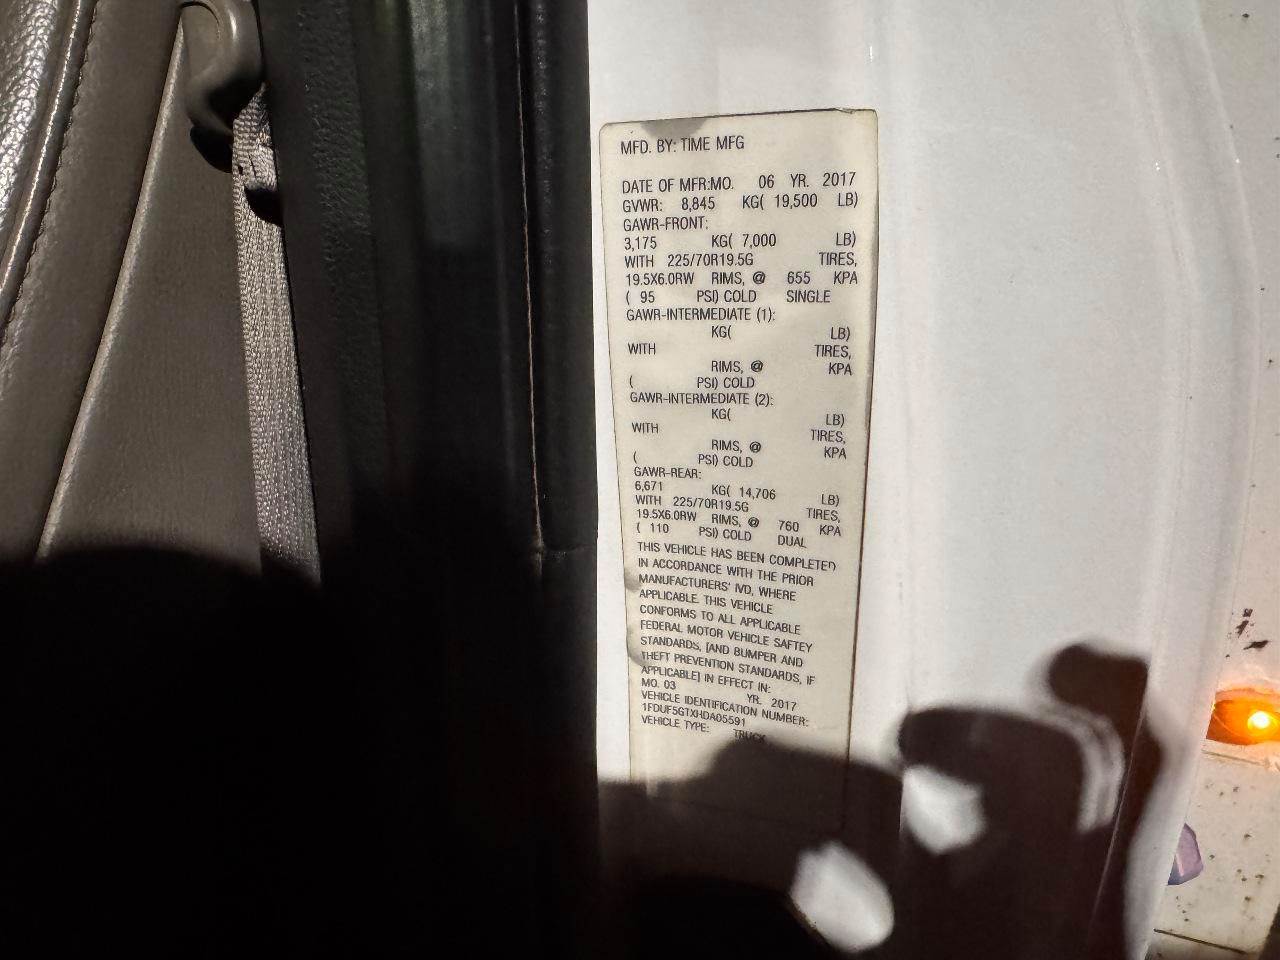 MFD. BY: TIME MFG
DATE OF MFR:MO. 06 YR. 2017
GVWR: 8,845 KG( 19,500 LB)
GAWR-FRONT:
3,175 KG( 7,000 LB)
WITH 225/70R19.5G TIRES,
19.5X6.0RW RIMS, @ 655 KPA
( 95 PSI) COLD SINGLE
GAWR-INTERMEDIATE (1):
KG( LB)
WITH TIRES,
RIMS, @ KPA
( PSI) COLD
GAWR-INTERMEDIATE (2):
KG( LB)
WITH TIRES,
RIMS, @ KPA
( PSI) COLD
GAWR-REAR:
6,671 KG( 14,706 LB)
WITH 225/70R19.5G TIRES,
19.5X6.0RW RIMS, @ 760 KPA
( 110 PSI) COLD DUAL
THIS VEHICLE HAS BEEN COMPLETED
IN ACCORDANCE WITH THE PRIOR
MANUFACTURERS' IVD, WHERE
APPLICABLE. THIS VEHICLE
CONFORMS TO ALL APPLICABLE
FEDERAL MOTOR VEHICLE SAFTEY
STANDARDS, [AND BUMPER AND
THEFT PREVENTION STANDARDS, IF
APPLICABLE] IN EFFECT IN:
MO. 03 YR. 2017
VEHICLE IDENTIFICATION NUMBER:
1FDUF5GTXHDA05591
VEHICLE TYPE: TRUCK